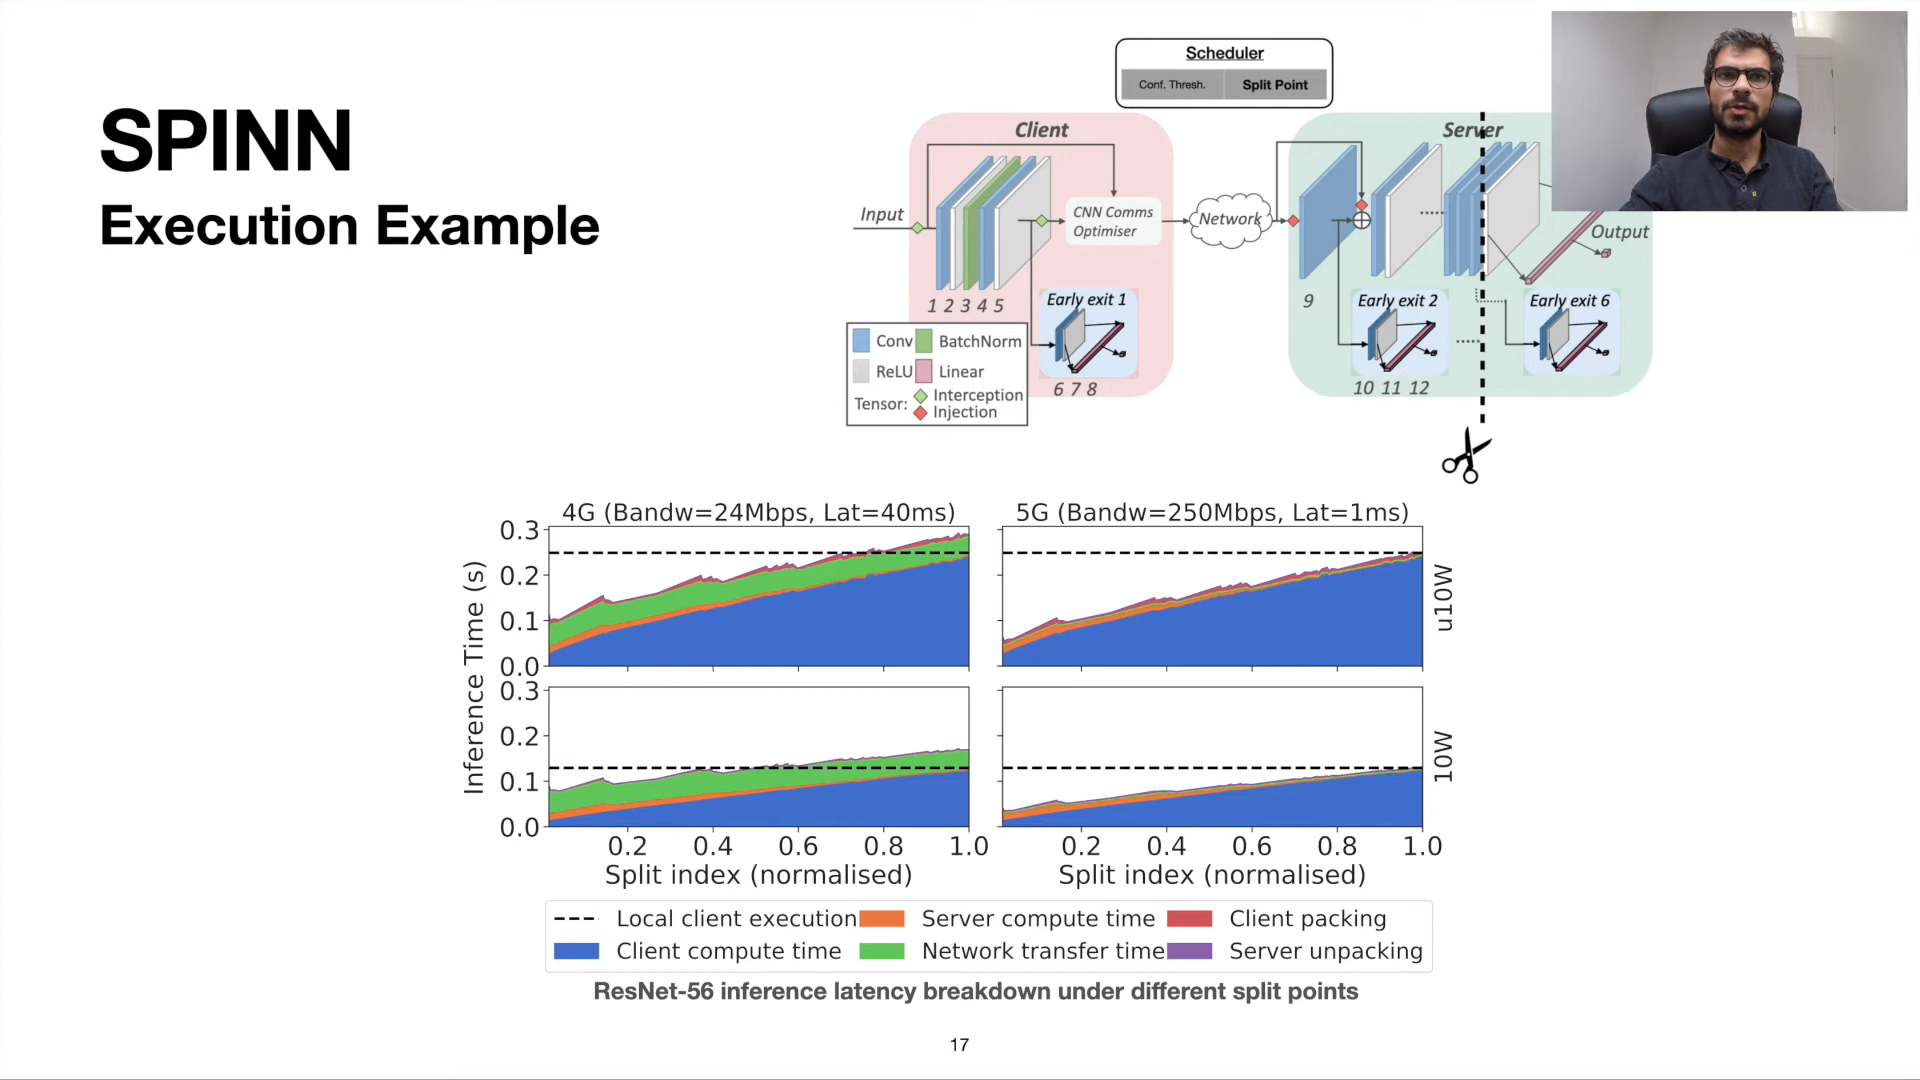 SPINN
Execution Example
Scheduler
Conf. Thresh. Split Point
Client
Server
Input
CNN Comms
Optimiser
Network
Output
1 2 3 4 5
Early exit 1
6 7 8
9
Early exit 2
10 11 12
Early exit 6
Conv BatchNorm
ReLU Linear
Tensor: Interception
Injection
4G (Bandw=24Mbps, Lat=40ms)
5G (Bandw=250Mbps, Lat=1ms)
Inference Time (s)
0.3
0.2
0.1
0.0
u10W
0.3
0.2
0.1
0.0
10W
0.2 0.4 0.6 0.8 1.0
0.2 0.4 0.6 0.8 1.0
Split index (normalised)
Split index (normalised)
Local client execution Server compute time Client packing
Client compute time Network transfer time Server unpacking
ResNet-56 inference latency breakdown under different split points
17